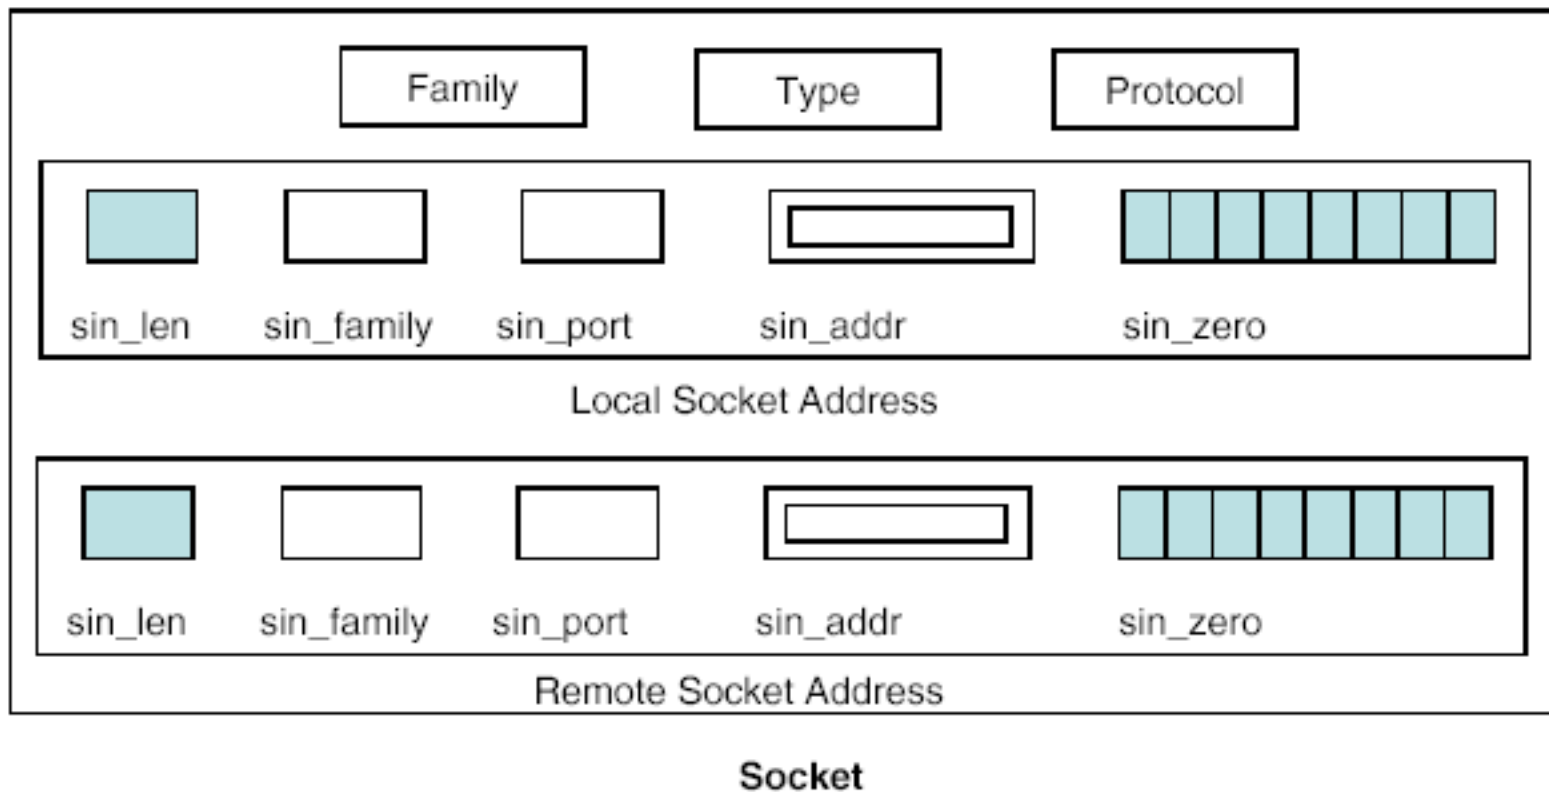 Family Type Protocol
sin_len sin_family sin_port sin_addr sin_zero
Local Socket Address
sin_len sin_family sin_port sin_addr sin_zero
Remote Socket Address
Socket